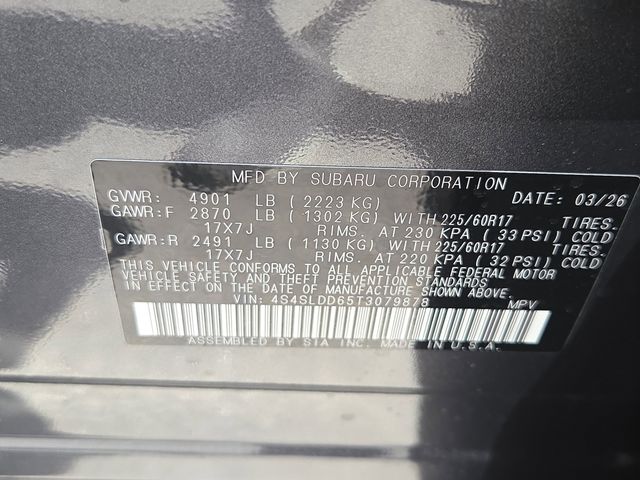 MFD BY SUBARU CORPORATION
GVWR: 4901 LB ( 2223 KG) DATE: 03/26
GAWR:F 2870 LB ( 1302 KG) WITH 225/60R17 TIRES.
17X7J RIMS. AT 230 KPA ( 33 PSI) COLD
GAWR:R 2491 LB ( 1130 KG) WITH 225/60R17 TIRES.
17X7J RIMS. AT 220 KPA ( 32 PSI) COLD
THIS VEHICLE CONFORMS TO ALL APPLICABLE FEDERAL MOTOR
VEHICLE SAFETY AND THEFT PREVENTION STANDARDS
IN EFFECT ON THE DATE OF MANUFACTURE SHOWN ABOVE.
VIN: 4S4SLDD65T3079878 MPV
ASSEMBLED BY SIA INC. MADE IN U.S.A.